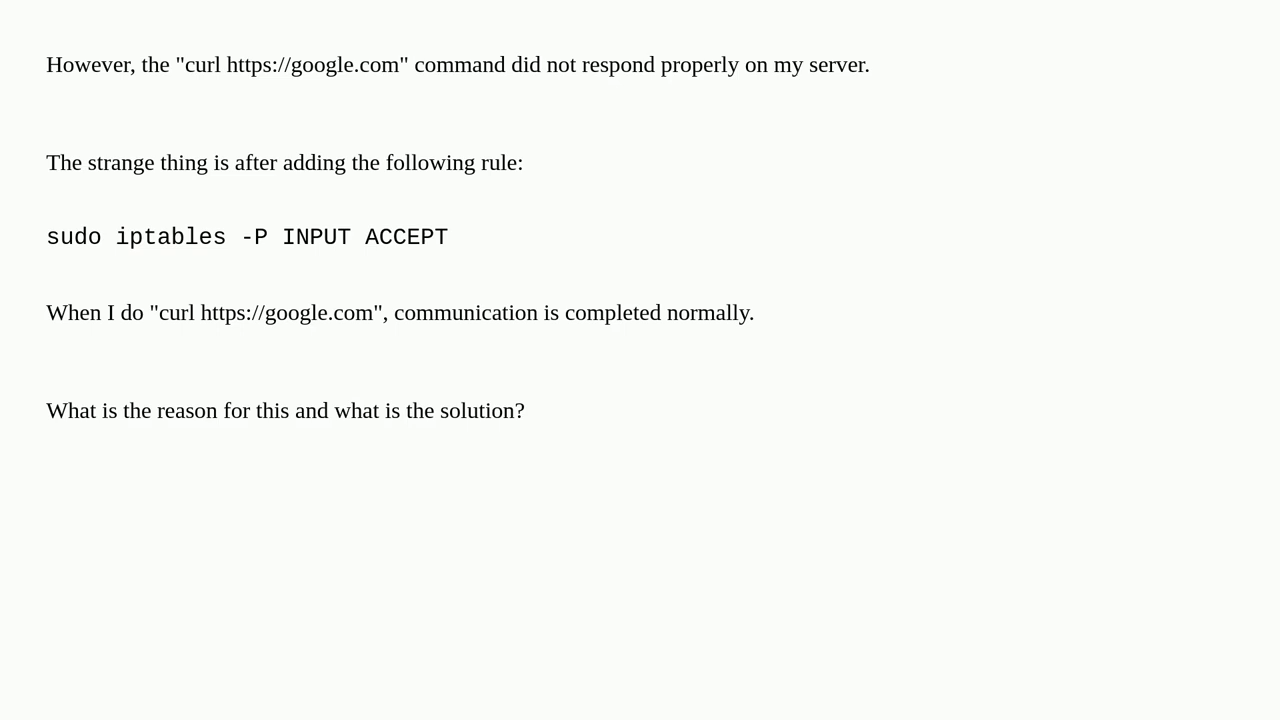 However, the "curl https://google.com" command did not respond properly on my server.
The strange thing is after adding the following rule:
sudo iptables -P INPUT ACCEPT
When I do "curl https://google.com", communication is completed normally.
What is the reason for this and what is the solution?